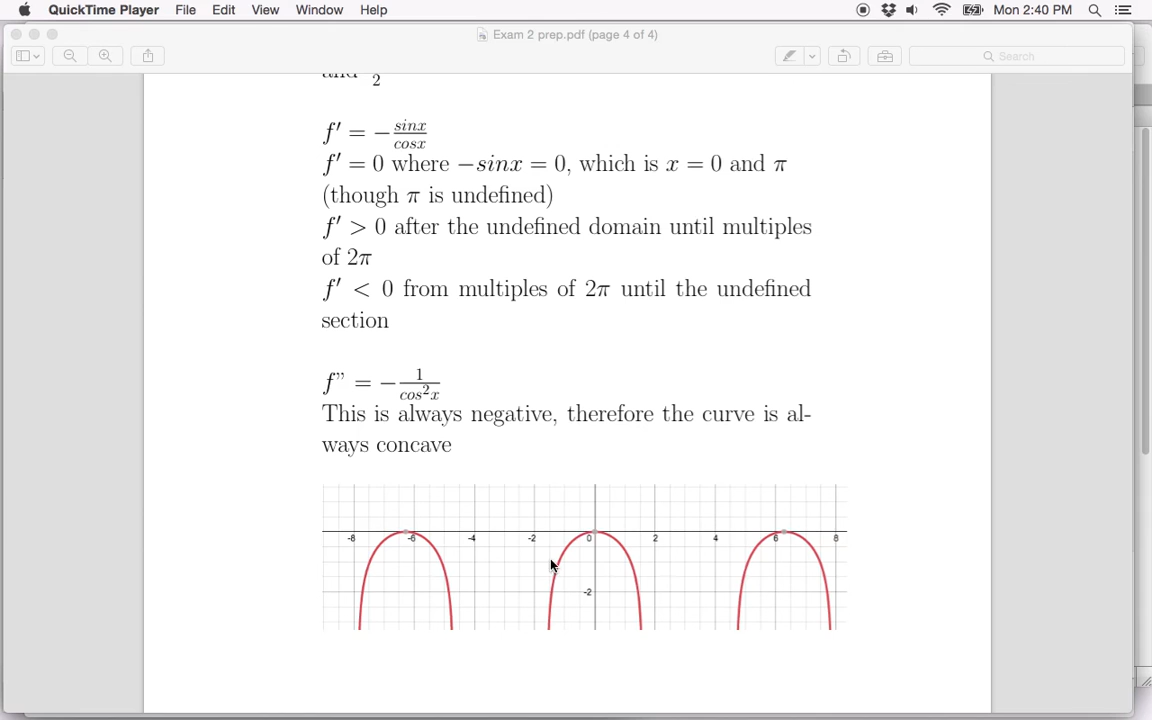 QuickTime Player File Edit View Window Help Mon 2:40 PM
Exam 2 prep.pdf (page 4 of 4)
Search
2
f′ = −sinx/cosx
f′ = 0 where −sinx = 0, which is x = 0 and π
(though π is undefined)
f′ > 0 after the undefined domain until multiples
of 2π
f′ < 0 from multiples of 2π until the undefined
section
f” = −1/cos²x
This is always negative, therefore the curve is al-
ways concave
-8 -6 -4 -2 0 2 4 6 8
-2